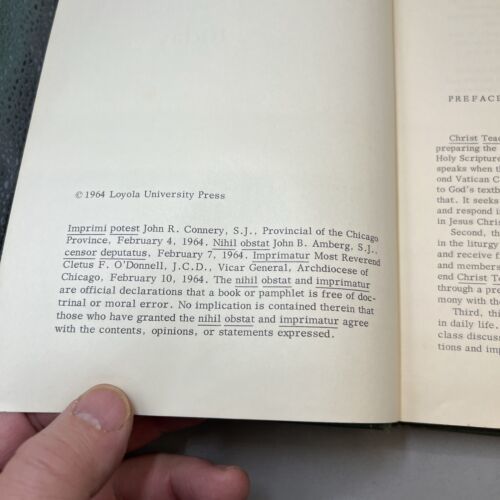 © 1964 Loyola University Press
Imprimi potest John R. Connery, S.J., Provincial of the Chicago
Province, February 4, 1964. Nihil obstat John B. Amberg, S.J.,
censor deputatus, February 7, 1964. Imprimatur Most Reverend
Cletus F. O'Donnell, J.C.D., Vicar General, Archdiocese of
Chicago, February 10, 1964. The nihil obstat and imprimatur
are official declarations that a book or pamphlet is free of doc-
trinal or moral error. No implication is contained therein that
those who have granted the nihil obstat and imprimatur agree
with the contents, opinions, or statements expressed.
PREFACE
Christ Tea
preparing the
Holy Scripture
speaks when th
ond Vatican C
to God's textb
that. It seeks
and respond i
in Jesus Chris
Second, th
in the liturgy
and receive f
and members
end Christ Te
through a pre
mony with the
Third, thi
in daily life.
class discus
tions and imp